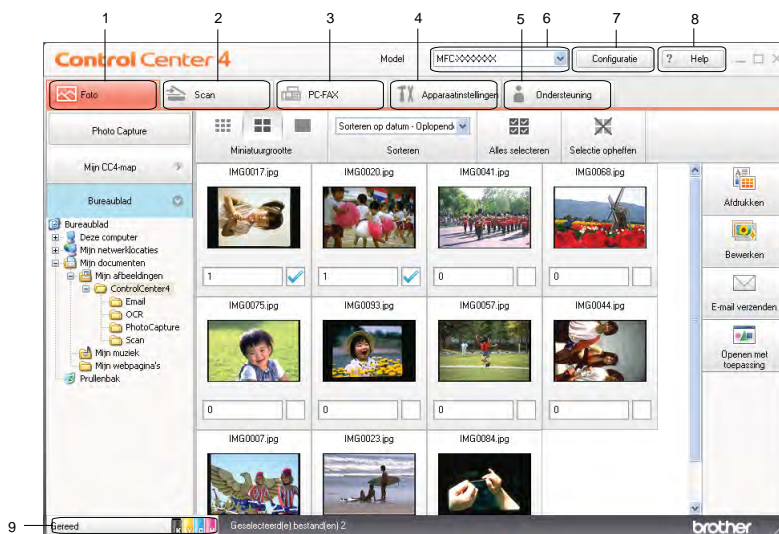 1 2 3 4 5 6 7 8
Control Center 4
Model
MFC-XXXXXX
Configuratie
? Help
Foto
Scan
PC-FAX
Apparaatinstellingen
Ondersteuning
Photo Capture
Mijn CC4-map
Bureaublad
Miniatuurgrootte
Sorteren op datum - Oplopend
Sorteren
Alles selecteren
Selectie opheffen
Bureaublad
Deze computer
Mijn netwerklocaties
Mijn documenten
Mijn afbeeldingen
ControlCenter4
Email
OCR
PhotoCapture
Scan
Mijn muziek
Mijn webpagina's
Prullenbak
IMG0017.jpg
IMG0020.jpg
IMG0041.jpg
IMG0068.jpg
1
1
0
0
IMG0075.jpg
IMG0093.jpg
IMG0057.jpg
IMG0044.jpg
0
0
0
0
IMG0007.jpg
IMG0023.jpg
IMG0084.jpg
Afdrukken
Bewerken
E-mail verzenden
Openen met
toepassing
9
Gereed
K Y C M
Geselecteerd(e) bestand(en) 2
brother